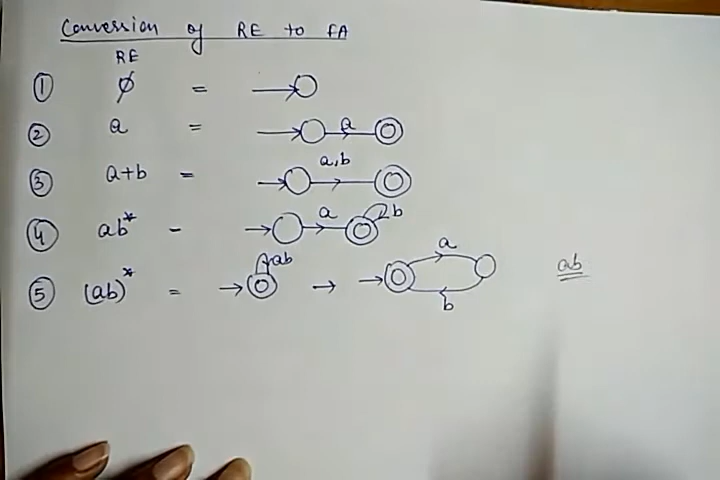 Conversion of RE to FA
RE
① ∅ = →○
② a = a
③ a+b = a,b
④ ab* - a b
⑤ (ab)* = ab → a b ab